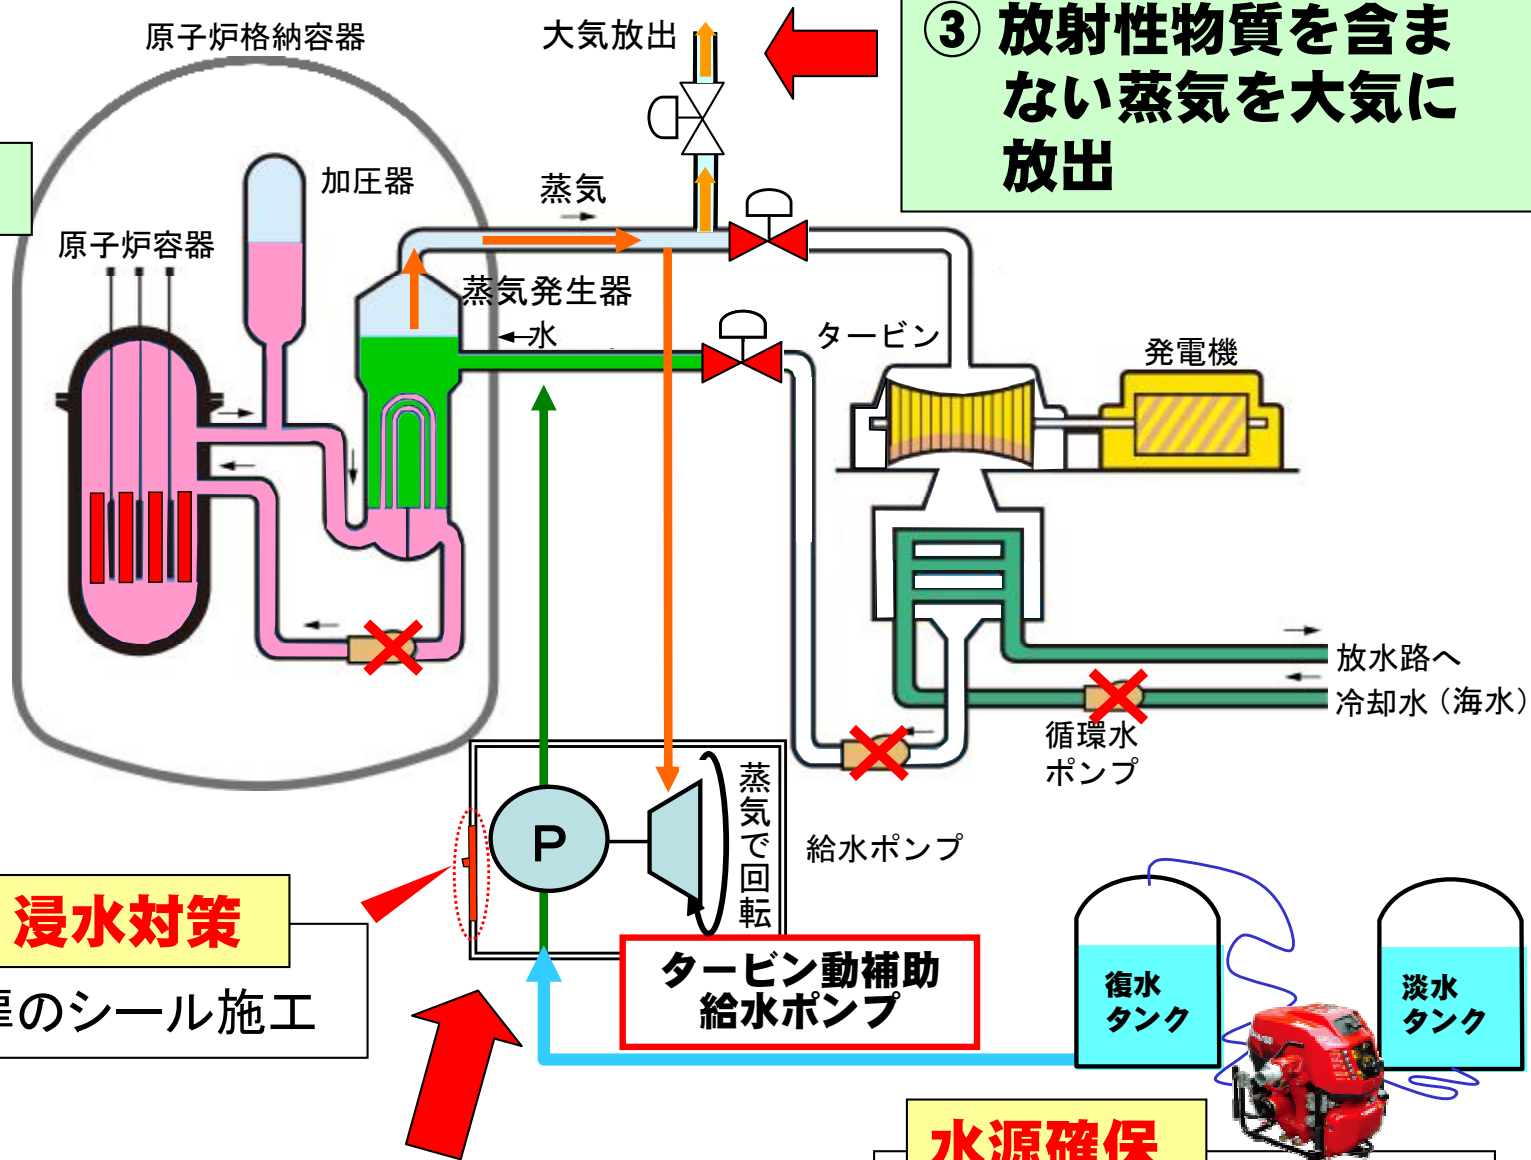 原子炉格納容器
大気放出
③ 放射性物質を含ま
ない蒸気を大気に
放出
加圧器
蒸気
原子炉容器
蒸気発生器
水
タービン
発電機
放水路へ
冷却水（海水）
循環水
ポンプ
蒸気で回転
P
給水ポンプ
浸水対策
扉のシール施工
タービン動補助
給水ポンプ
復水
タンク
淡水
タンク
水源確保